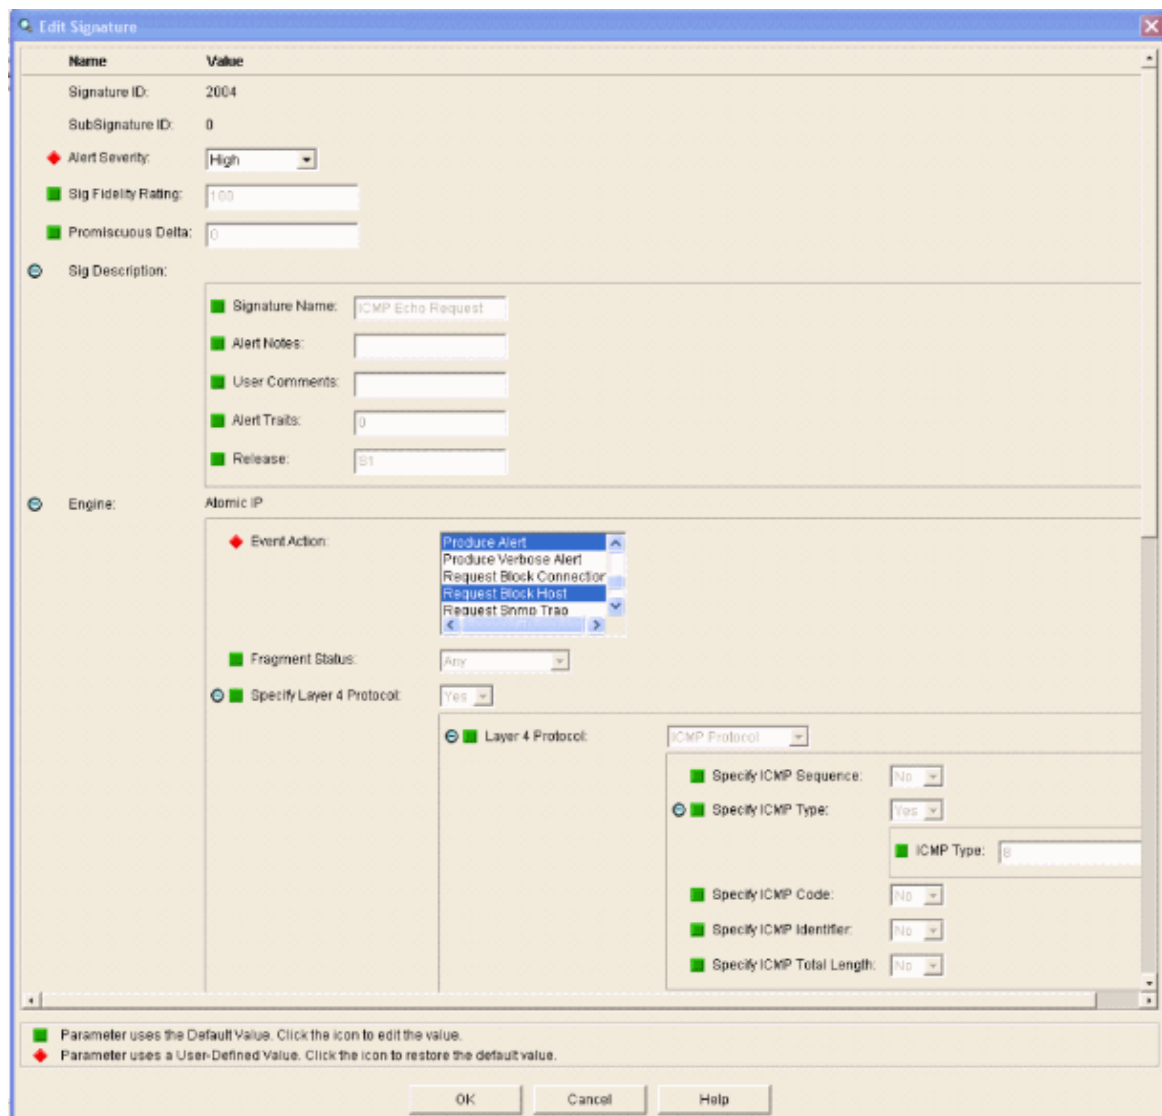 Edit Signature
Name Value
Signature ID: 2004
SubSignature ID: 0
Alert Severity: High
Sig Fidelity Rating: 100
Promiscuous Delta: 0
Sig Description:
Signature Name: ICMP Echo Request
Alert Notes:
User Comments:
Alert Traits: 0
Release: S1
Engine: Atomic IP
Event Action: Produce Alert
Produce Verbose Alert
Request Block Connection
Request Block Host
Request Snmp Trap
Fragment Status: Any
Specify Layer 4 Protocol: Yes
Layer 4 Protocol: ICMP Protocol
Specify ICMP Sequence: No
Specify ICMP Type: Yes
ICMP Type: 8
Specify ICMP Code: No
Specify ICMP Identifier: No
Specify ICMP Total Length: No
Parameter uses the Default Value. Click the icon to edit the value.
Parameter uses a User-Defined Value. Click the icon to restore the default value.
OK Cancel Help